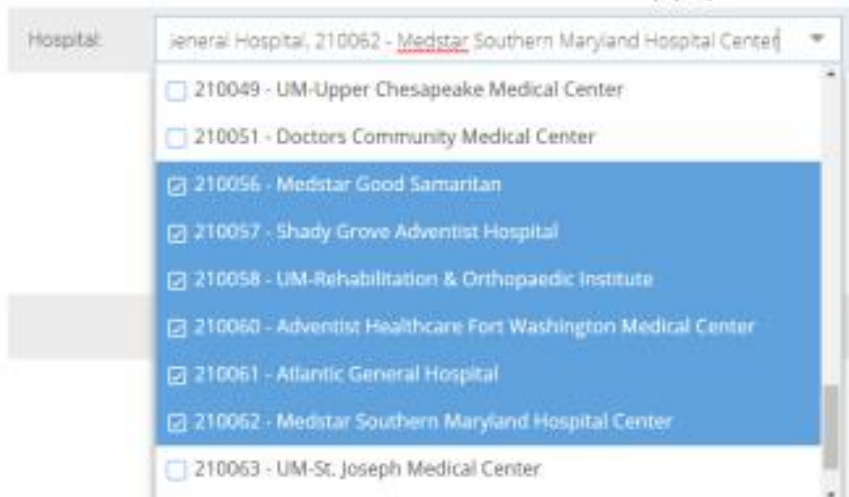 Hospital:
General Hospital, 210062 - Medstar Southern Maryland Hospital Center
210049 - UM-Upper Chesapeake Medical Center
210051 - Doctors Community Medical Center
210056 - Medstar Good Samaritan
210057 - Shady Grove Adventist Hospital
210058 - UM-Rehabilitation & Orthopaedic Institute
210060 - Adventist Healthcare Fort Washington Medical Center
210061 - Atlantic General Hospital
210062 - Medstar Southern Maryland Hospital Center
210063 - UM-St. Joseph Medical Center